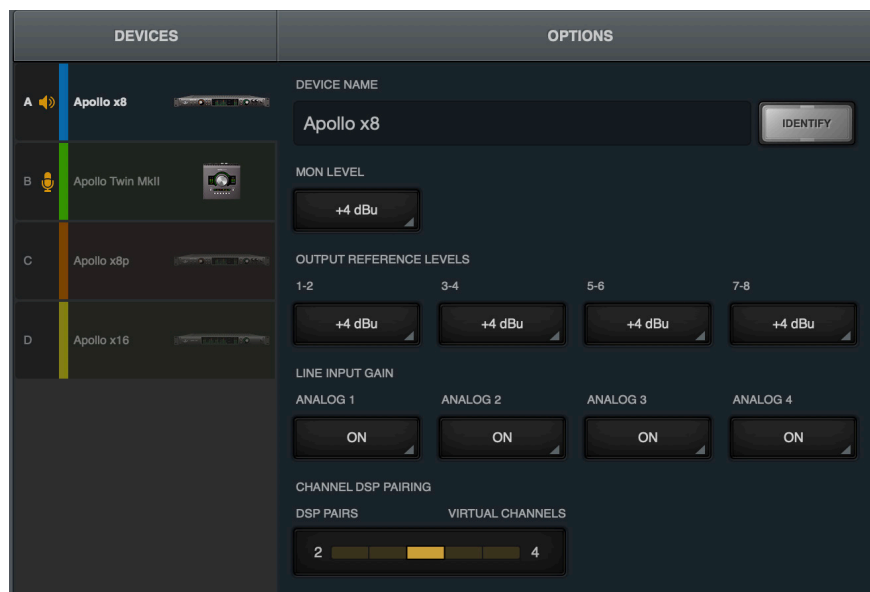 DEVICES
OPTIONS
A
Apollo x8
B
Apollo Twin MkII
C
Apollo x8p
D
Apollo x16
DEVICE NAME
Apollo x8
IDENTIFY
MON LEVEL
+4 dBu
OUTPUT REFERENCE LEVELS
1-2 3-4 5-6 7-8
+4 dBu +4 dBu +4 dBu +4 dBu
LINE INPUT GAIN
ANALOG 1 ANALOG 2 ANALOG 3 ANALOG 4
ON ON ON ON
CHANNEL DSP PAIRING
DSP PAIRS VIRTUAL CHANNELS
2 4